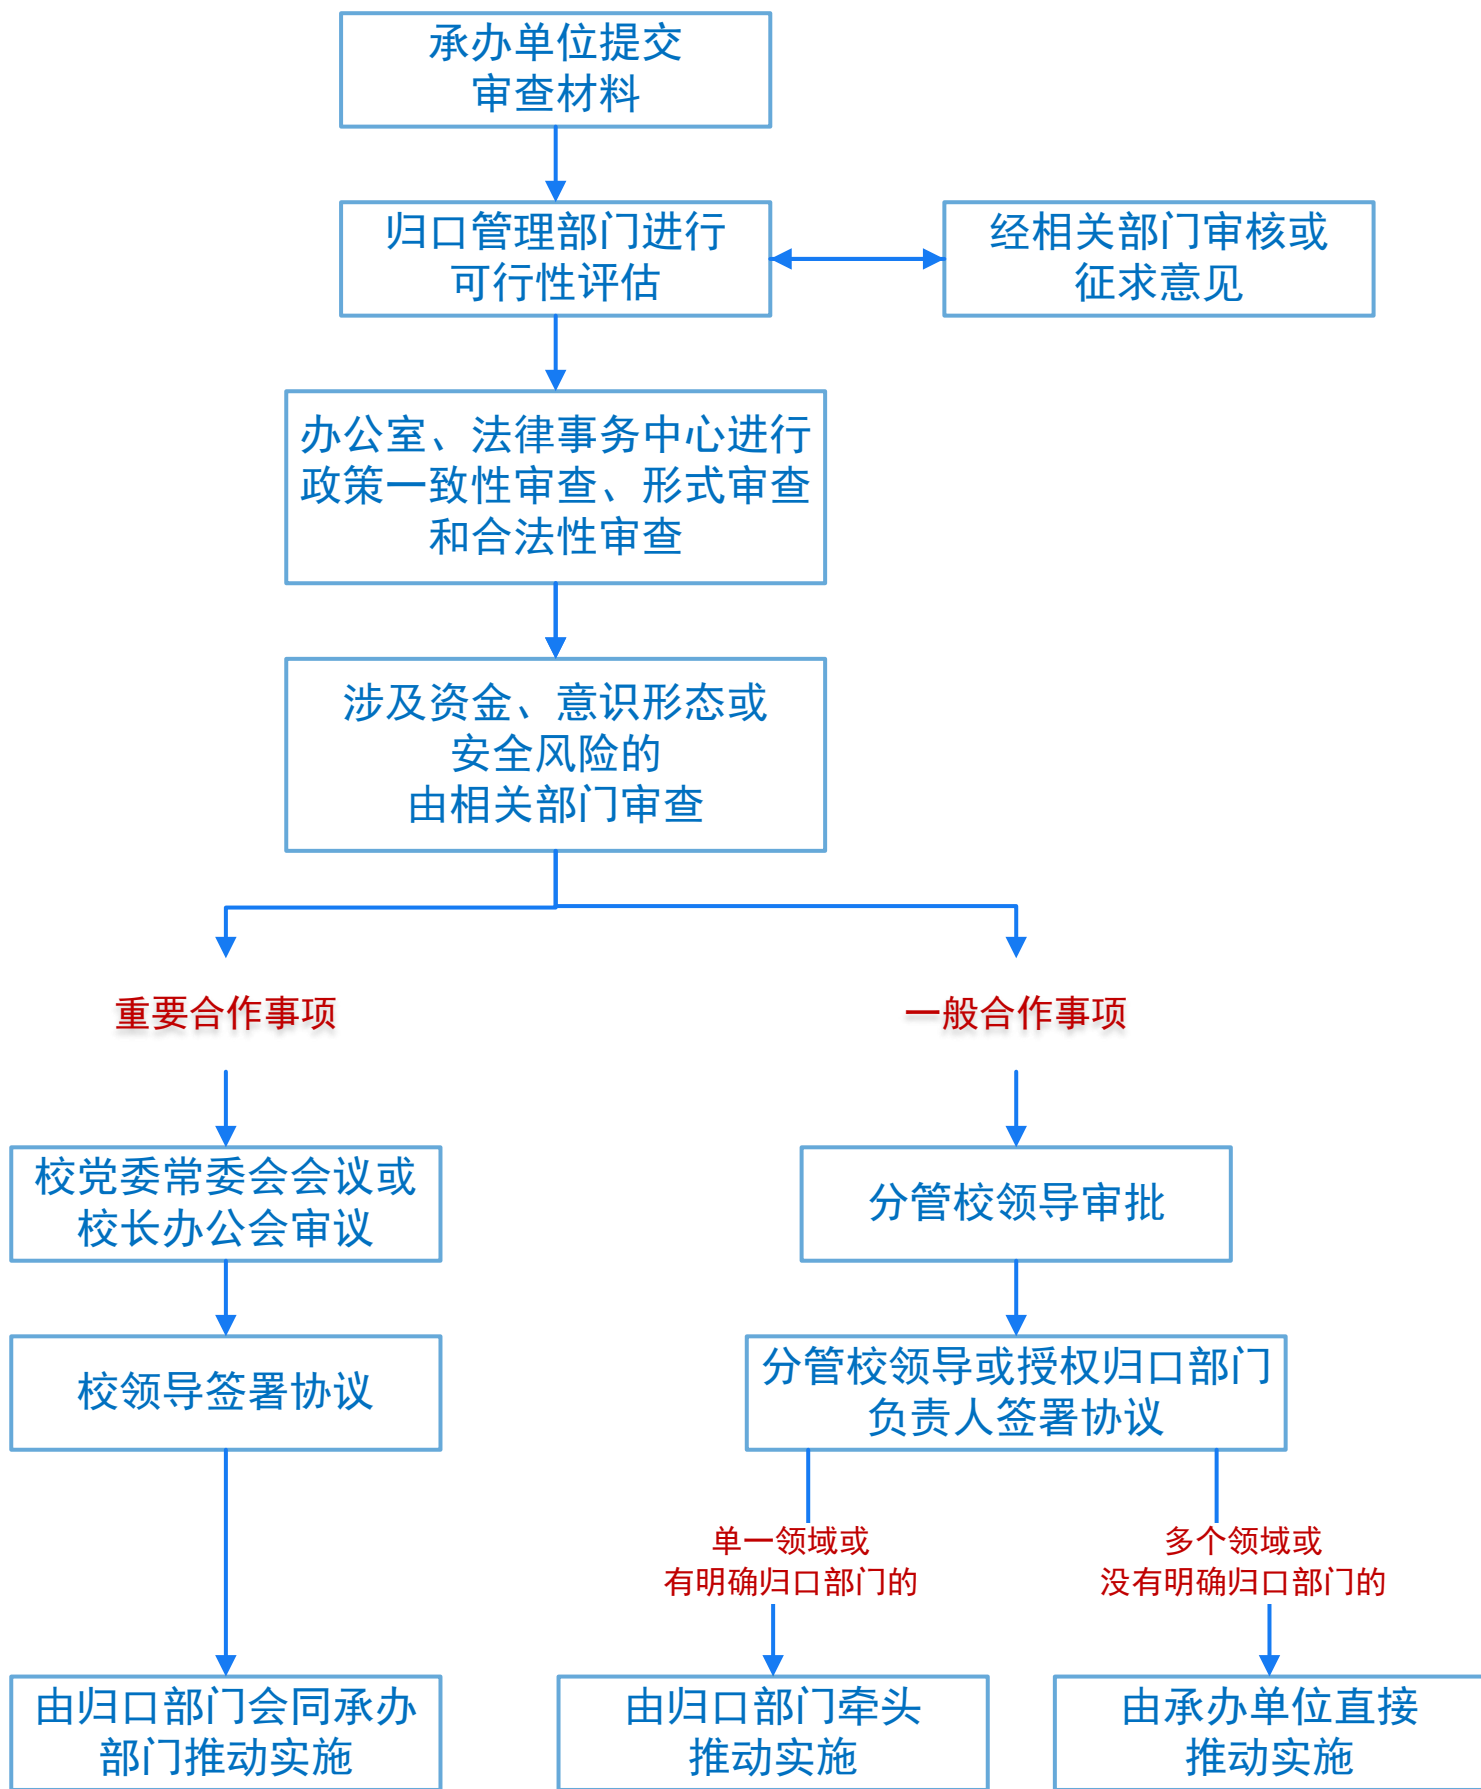 承办单位提交
审查材料
归口管理部门进行
可行性评估
经相关部门审核或
征求意见
办公室、法律事务中心进行
政策一致性审查、形式审查
和合法性审查
涉及资金、意识形态或
安全风险的
由相关部门审查
重要合作事项
一般合作事项
校党委常委会会议或
校长办公会审议
分管校领导审批
校领导签署协议
分管校领导或授权归口部门
负责人签署协议
单一领域或
有明确归口部门的
多个领域或
没有明确归口部门的
由归口部门会同承办
部门推动实施
由归口部门牵头
推动实施
由承办单位直接
推动实施